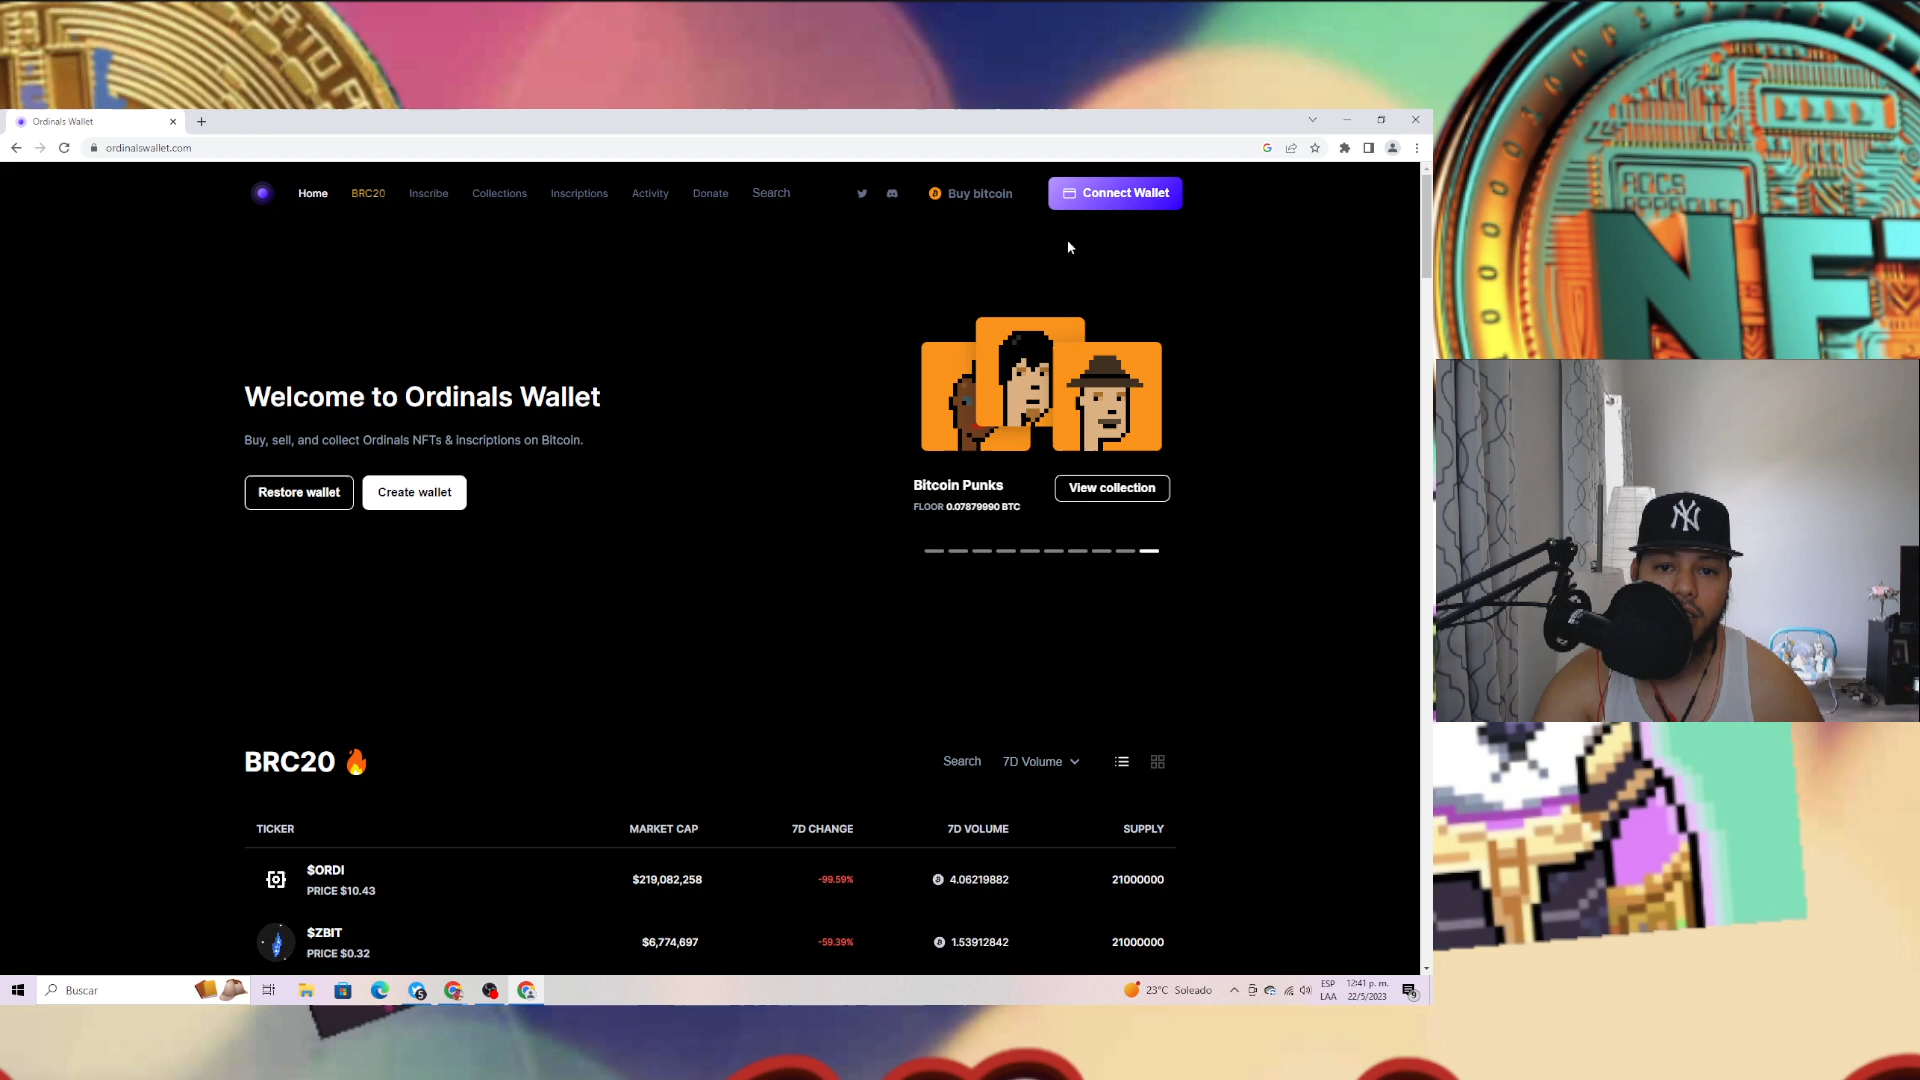 Ordinals Wallet
ordinalswallet.com
Home BRC20 Inscribe Collections Inscriptions Activity Donate Search Buy bitcoin Connect Wallet
Welcome to Ordinals Wallet
Buy, sell, and collect Ordinals NFTs & inscriptions on Bitcoin.
Restore wallet Create wallet
Bitcoin Punks
FLOOR 0.07879990 BTC
View collection
BRC20
Search 7D Volume
TICKER MARKET CAP 7D CHANGE 7D VOLUME SUPPLY
$ORDI
PRICE $10.43
$219,082,258 -99.59% 4.06219882 21000000
$ZBIT
PRICE $0.32
$6,774,697 -59.39% 1.53912842 21000000
Buscar
23°C Soleado
ESP
LAA
12:41 p. m.
22/5/2023
NF
NY